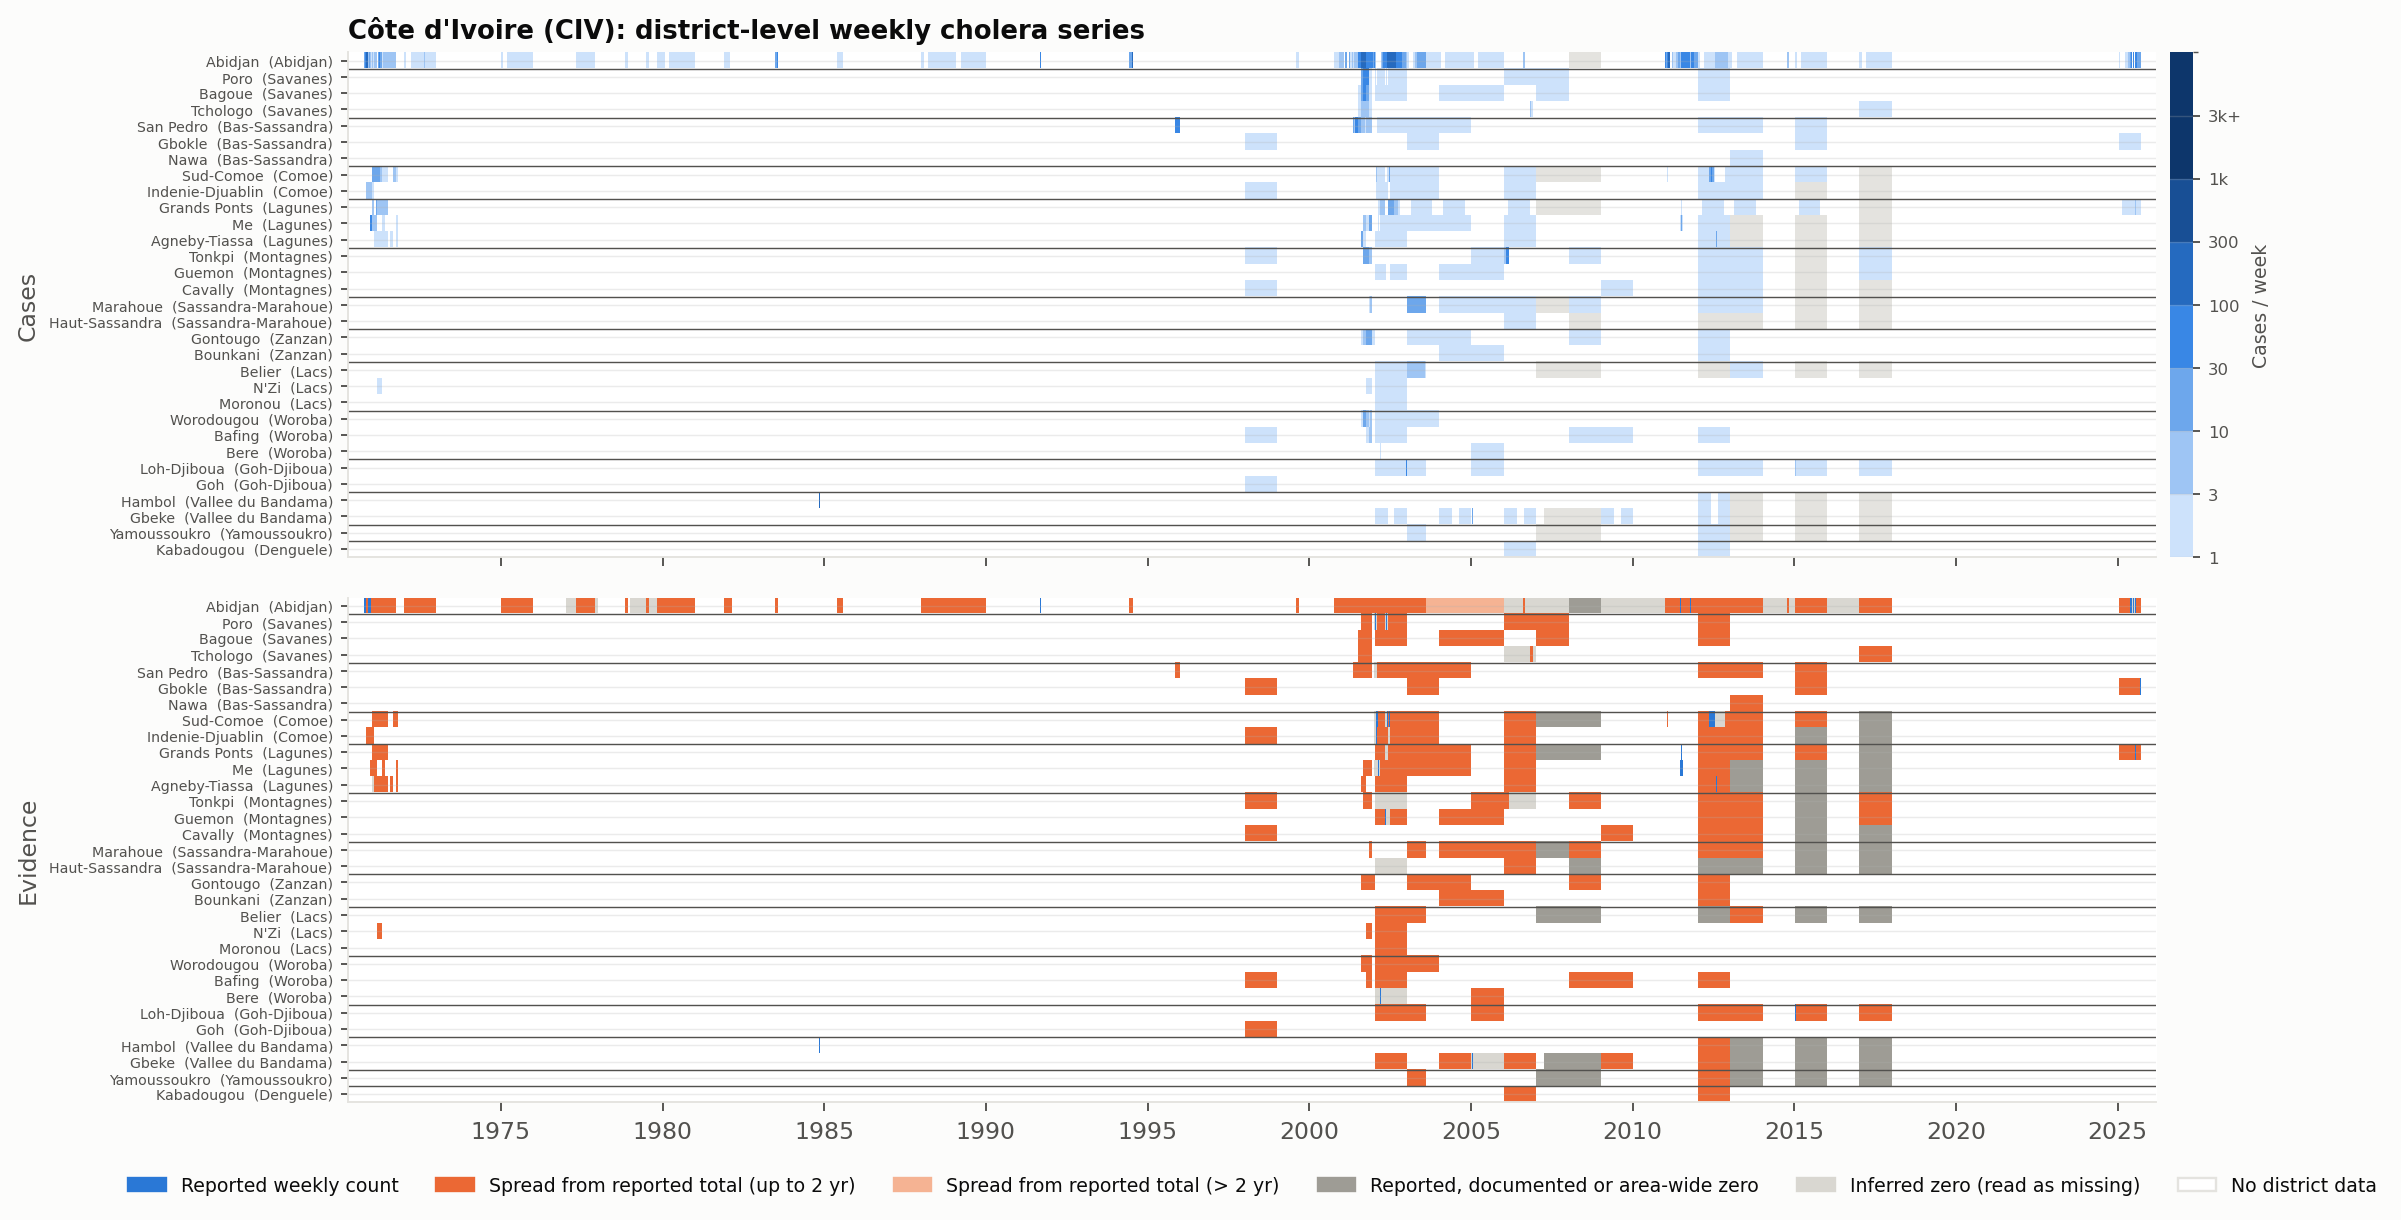 Côte d'Ivoire (CIV): district-level weekly cholera series
Cases
Abidjan (Abidjan)
Poro (Savanes)
Bagoue (Savanes)
Tchologo (Savanes)
San Pedro (Bas-Sassandra)
Gbokle (Bas-Sassandra)
Nawa (Bas-Sassandra)
Sud-Comoe (Comoe)
Indenie-Djuablin (Comoe)
Grands Ponts (Lagunes)
Me (Lagunes)
Agneby-Tiassa (Lagunes)
Tonkpi (Montagnes)
Guemon (Montagnes)
Cavally (Montagnes)
Marahoue (Sassandra-Marahoue)
Haut-Sassandra (Sassandra-Marahoue)
Gontougo (Zanzan)
Bounkani (Zanzan)
Belier (Lacs)
N'Zi (Lacs)
Moronou (Lacs)
Worodougou (Woroba)
Bafing (Woroba)
Bere (Woroba)
Loh-Djiboua (Goh-Djiboua)
Goh (Goh-Djiboua)
Hambol (Vallee du Bandama)
Gbeke (Vallee du Bandama)
Yamoussoukro (Yamoussoukro)
Kabadougou (Denguele)
3k+
1k
300
100
30
10
3
1
Cases / week
Evidence
Abidjan (Abidjan)
Poro (Savanes)
Bagoue (Savanes)
Tchologo (Savanes)
San Pedro (Bas-Sassandra)
Gbokle (Bas-Sassandra)
Nawa (Bas-Sassandra)
Sud-Comoe (Comoe)
Indenie-Djuablin (Comoe)
Grands Ponts (Lagunes)
Me (Lagunes)
Agneby-Tiassa (Lagunes)
Tonkpi (Montagnes)
Guemon (Montagnes)
Cavally (Montagnes)
Marahoue (Sassandra-Marahoue)
Haut-Sassandra (Sassandra-Marahoue)
Gontougo (Zanzan)
Bounkani (Zanzan)
Belier (Lacs)
N'Zi (Lacs)
Moronou (Lacs)
Worodougou (Woroba)
Bafing (Woroba)
Bere (Woroba)
Loh-Djiboua (Goh-Djiboua)
Goh (Goh-Djiboua)
Hambol (Vallee du Bandama)
Gbeke (Vallee du Bandama)
Yamoussoukro (Yamoussoukro)
Kabadougou (Denguele)
1975 1980 1985 1990 1995 2000 2005 2010 2015 2020 2025
Reported weekly count Spread from reported total (up to 2 yr) Spread from reported total (> 2 yr) Reported, documented or area-wide zero Inferred zero (read as missing) No district data